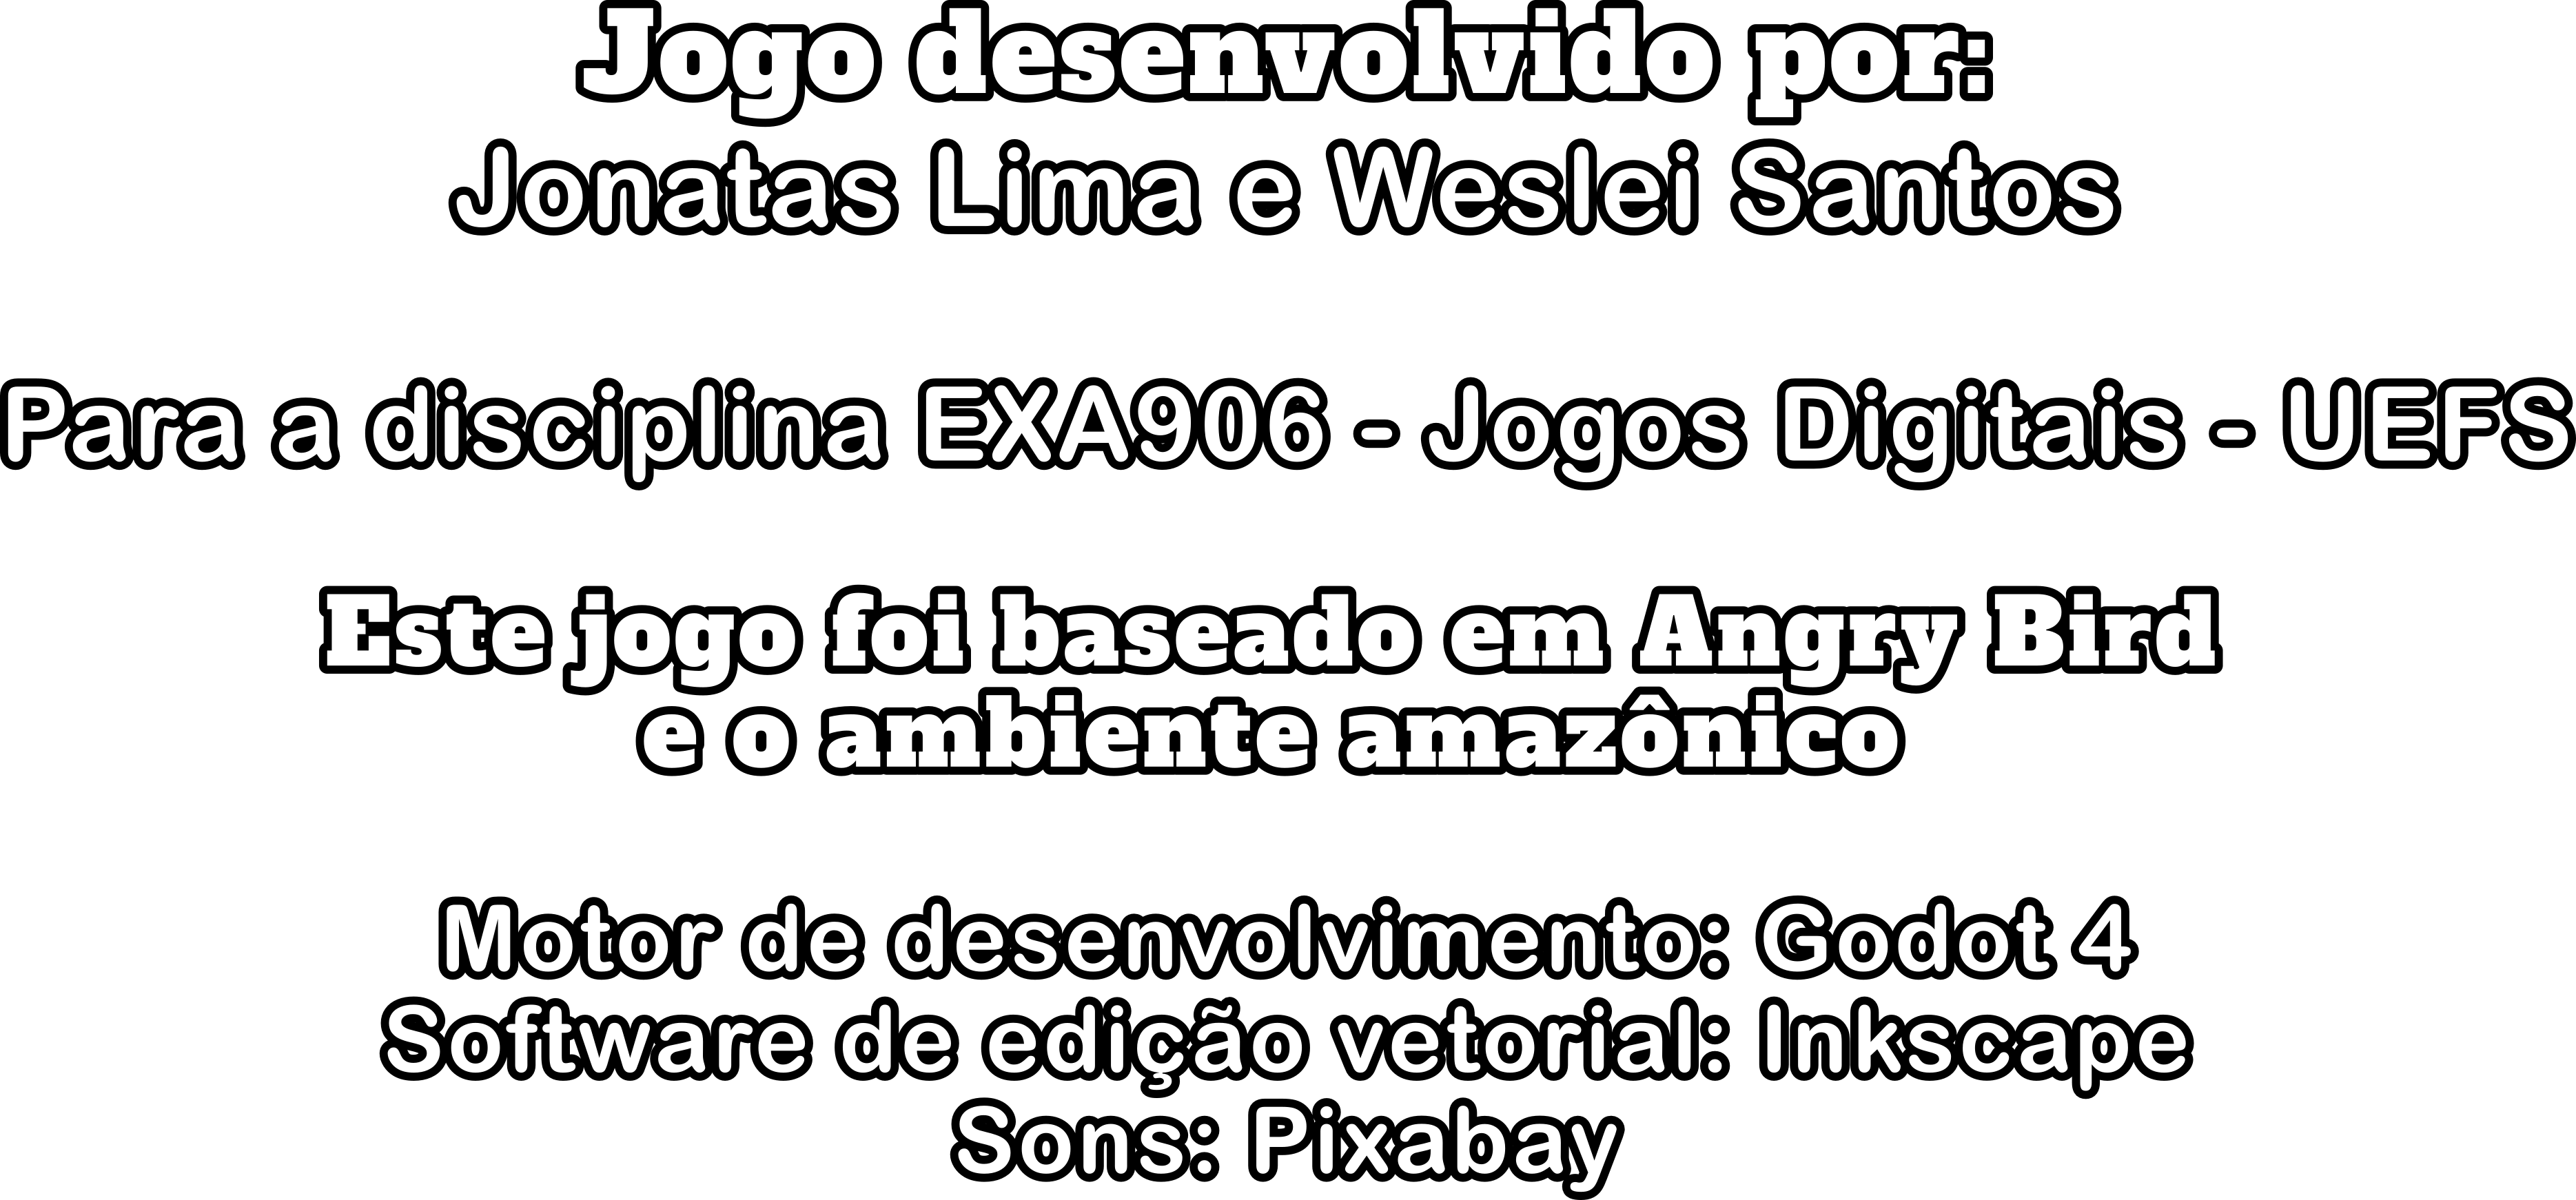 Jogo desenvolvido por:
Jonatas Lima e Weslei Santos
Para a disciplina EXA906 - Jogos Digitais - UEFS
Este jogo foi baseado em Angry Bird
e o ambiente amazônico
Motor de desenvolvimento: Godot 4
Software de edição vetorial: Inkscape
Sons: Pixabay